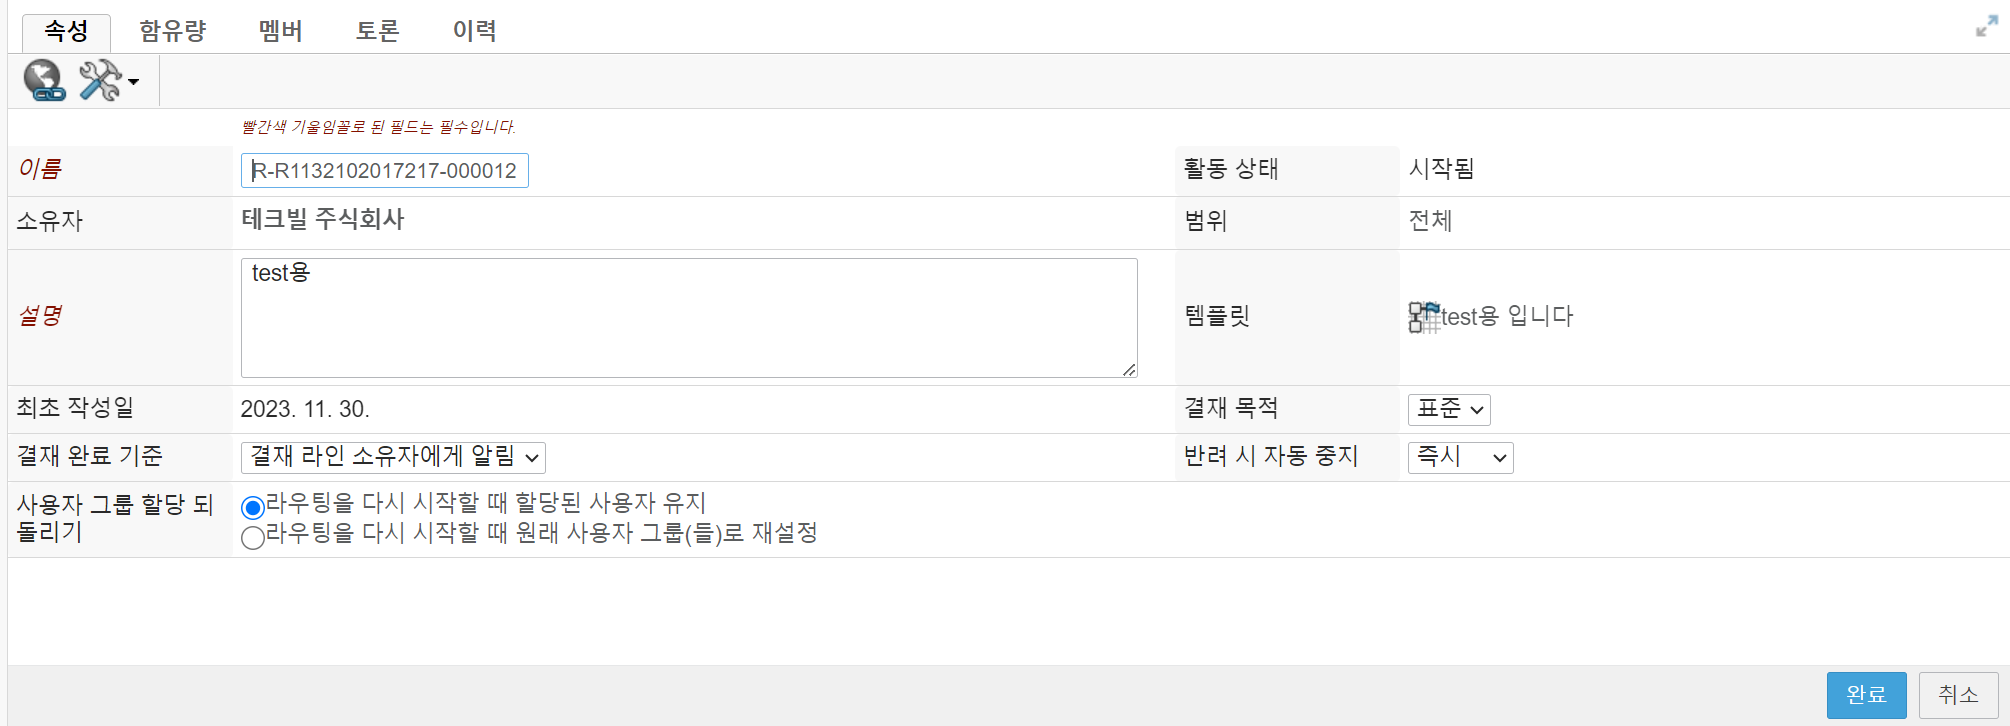 속성 함유량 멤버 토론 이력
빨간색 기울임꼴로 된 필드는 필수입니다.
이름 R-R1132102017217-000012 활동 상태 시작됨
소유자 테크빌 주식회사 범위 전체
설명 test용 템플릿 test용 입니다
최초 작성일 2023. 11. 30. 결재 목적 표준
결재 완료 기준 결재 라인 소유자에게 알림 반려 시 자동 중지 즉시
사용자 그룹 할당 되돌리기
라우팅을 다시 시작할 때 할당된 사용자 유지
라우팅을 다시 시작할 때 원래 사용자 그룹(들)로 재설정
완료 취소